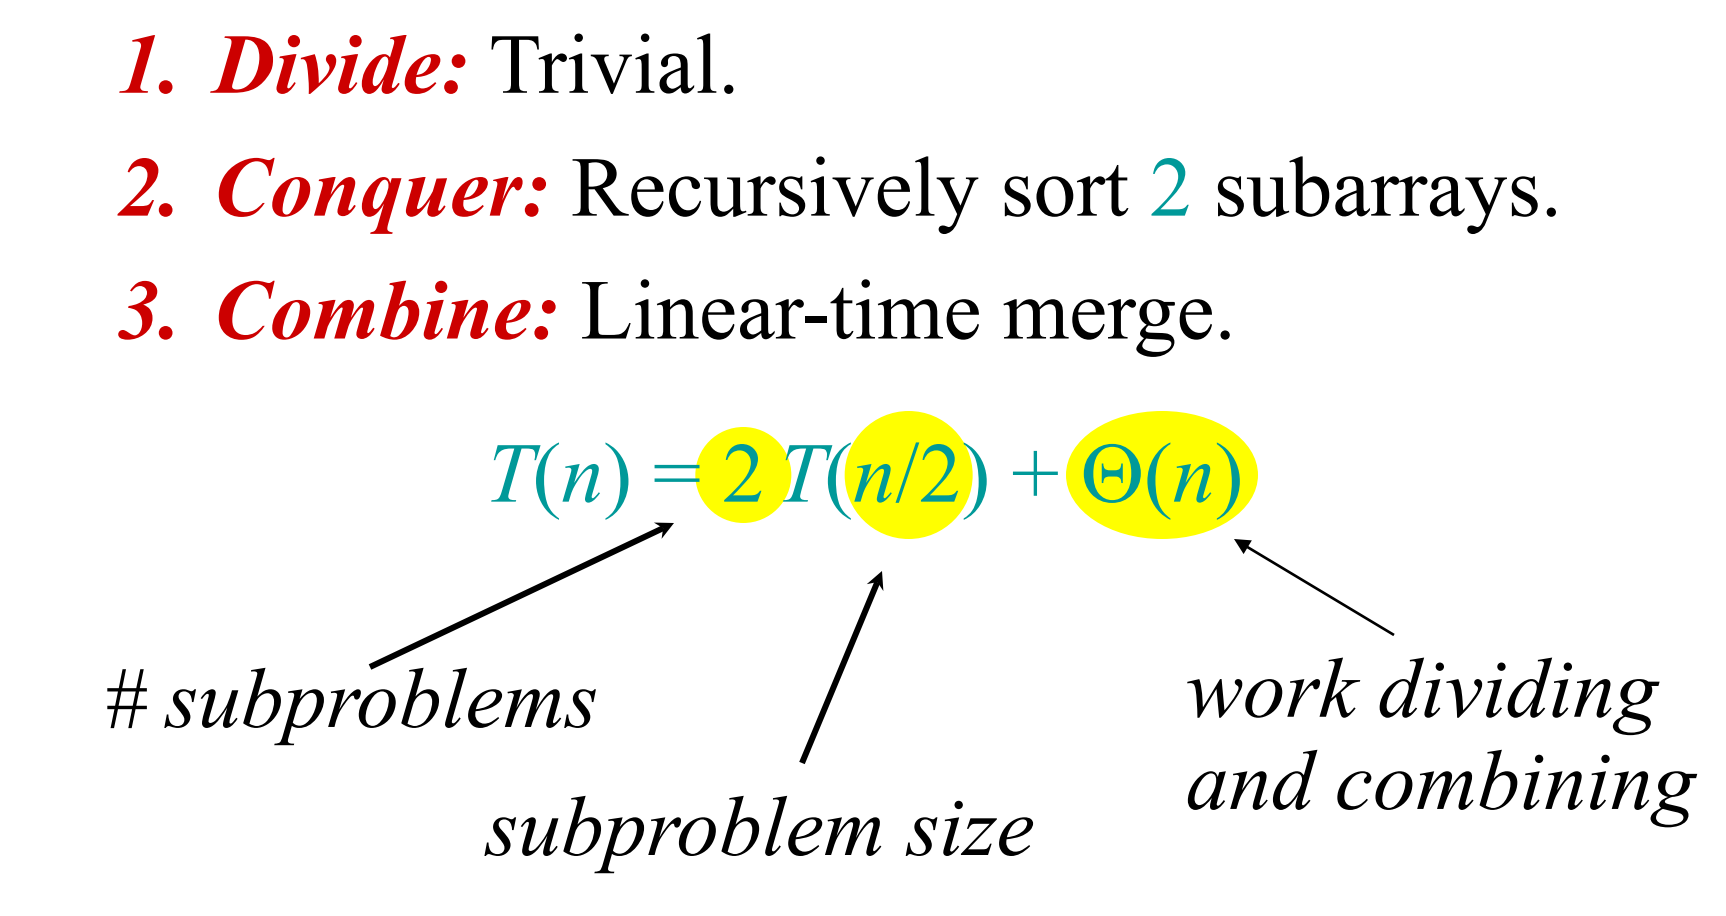 1. Divide: Trivial.
2. Conquer: Recursively sort 2 subarrays.
3. Combine: Linear-time merge.
T(n) = 2 T(n/2) + Θ(n)
# subproblems
subproblem size
work dividing
and combining